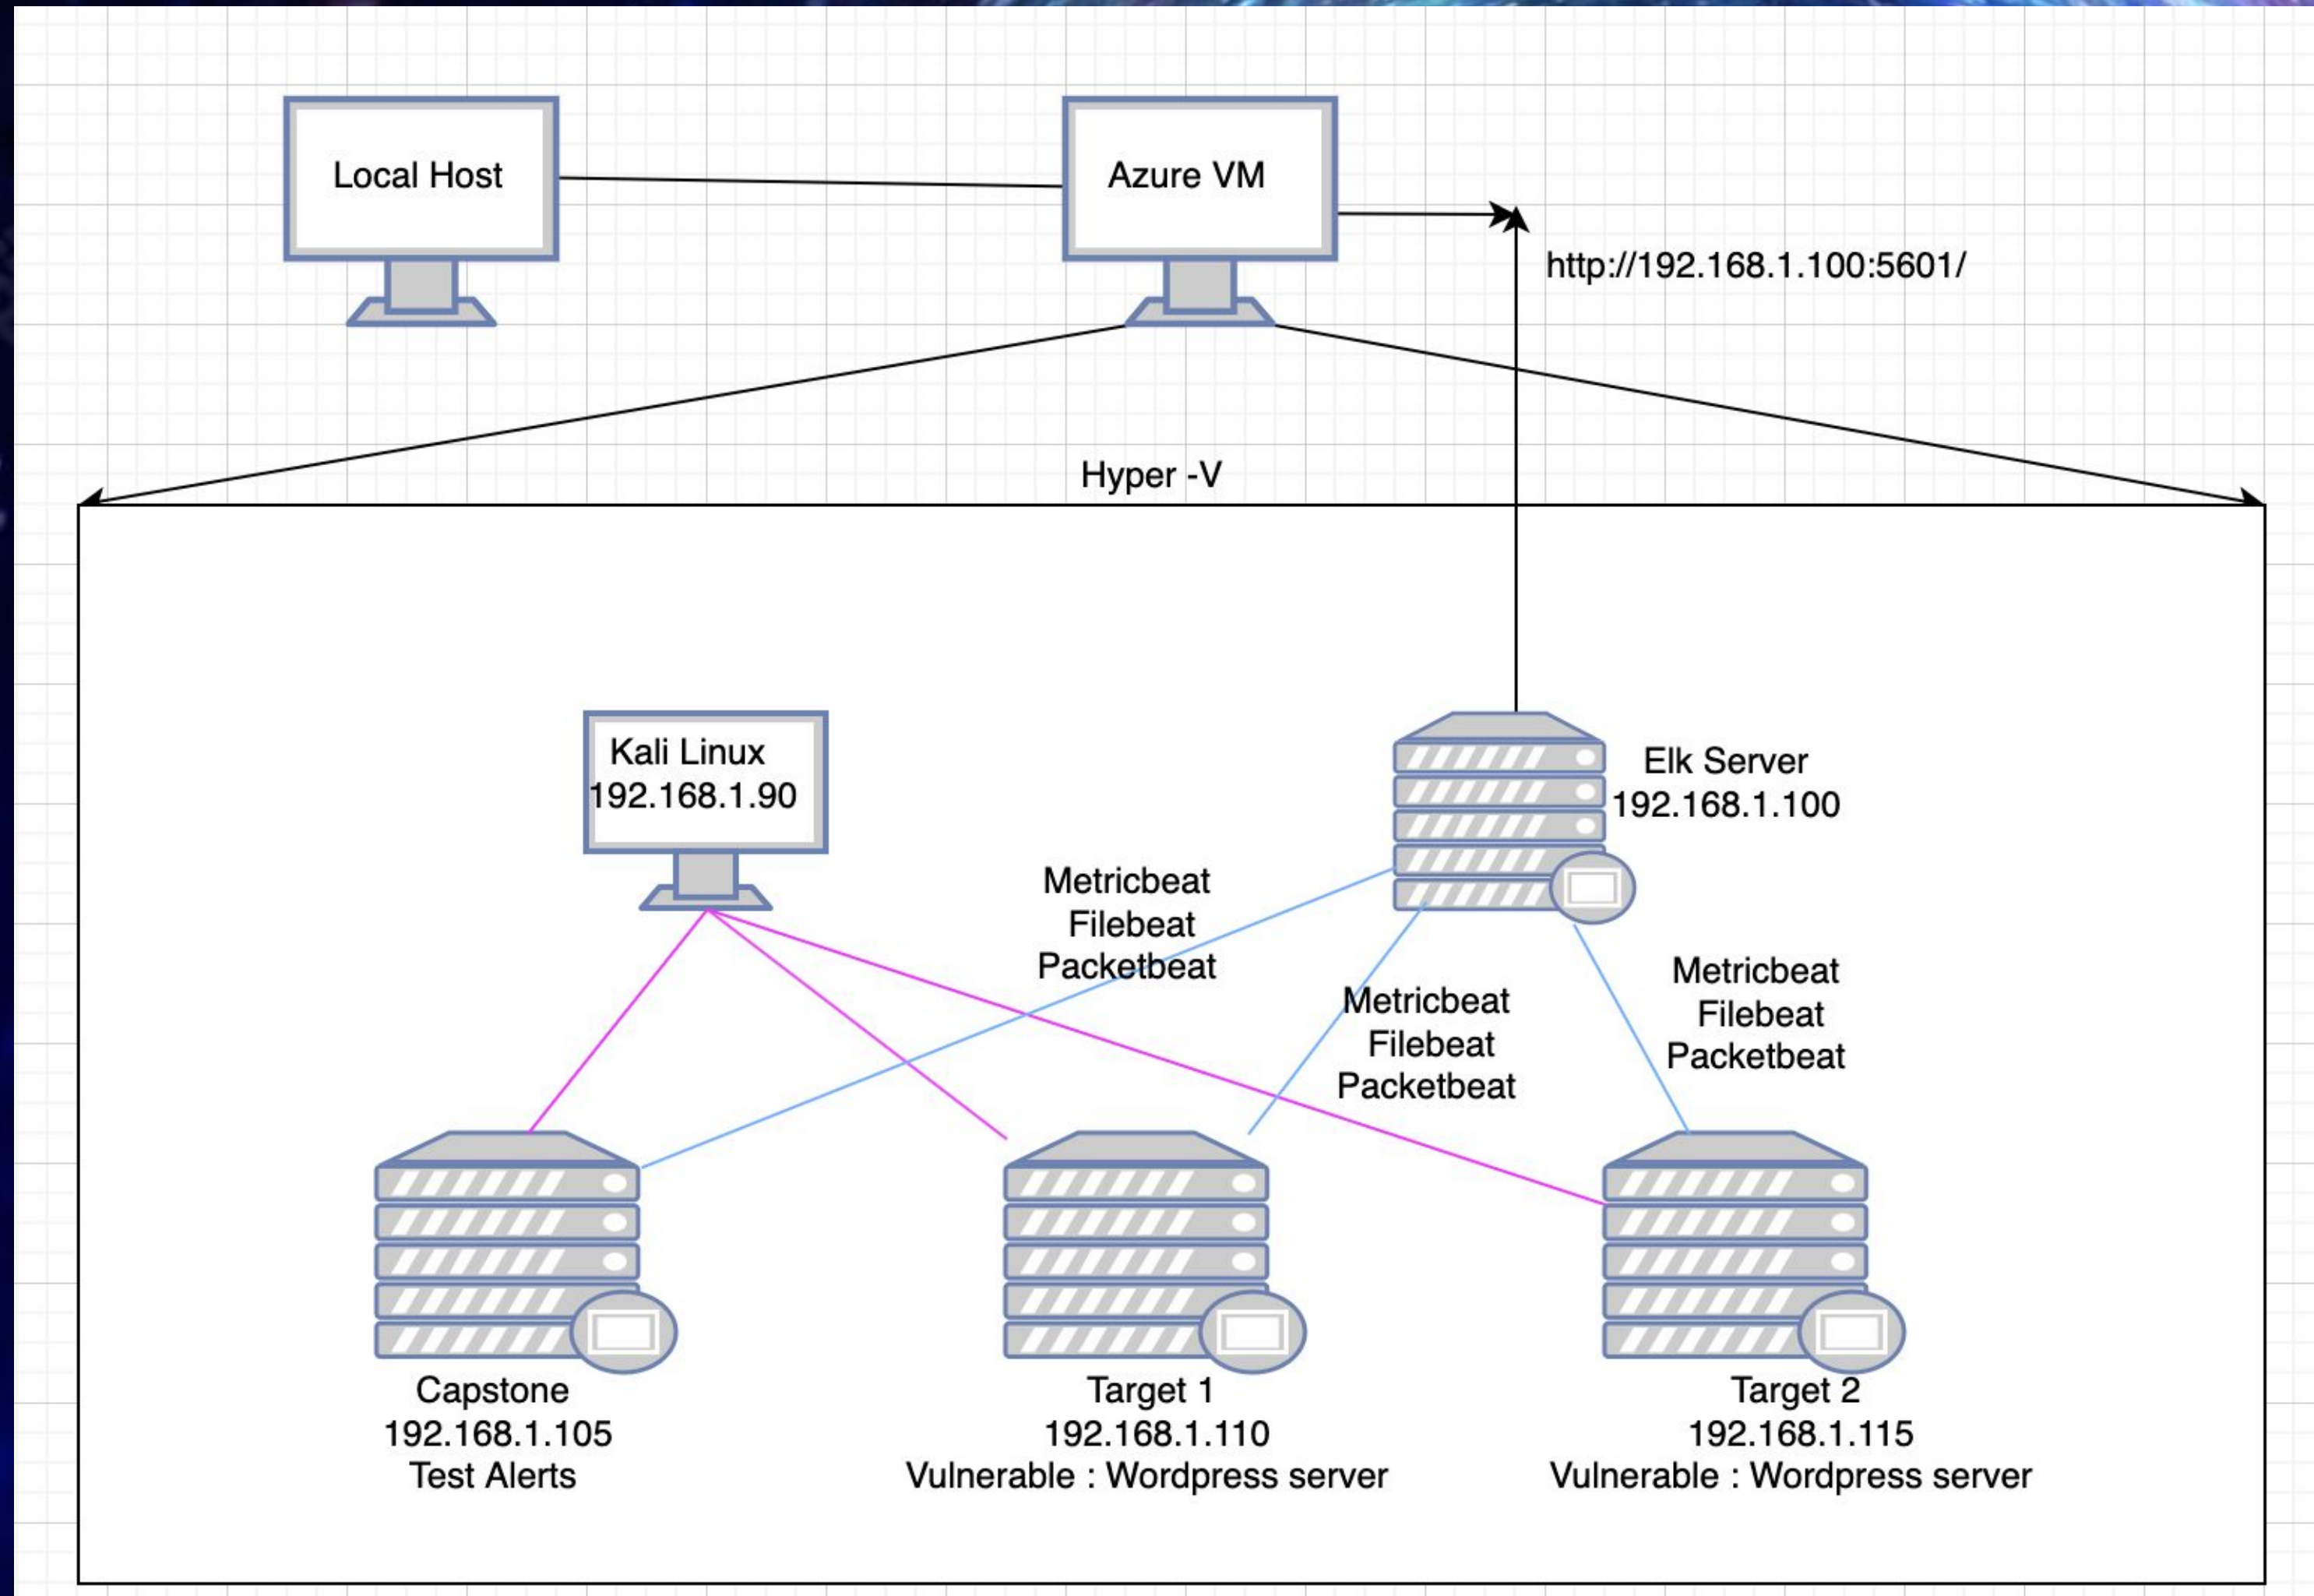 Local Host
Azure VM
http://192.168.1.100:5601/
Hyper -V
Kali Linux
192.168.1.90
Elk Server
192.168.1.100
Metricbeat
Filebeat
Packetbeat
Metricbeat
Filebeat
Packetbeat
Metricbeat
Filebeat
Packetbeat
Capstone
192.168.1.105
Test Alerts
Target 1
192.168.1.110
Vulnerable : Wordpress server
Target 2
192.168.1.115
Vulnerable : Wordpress server